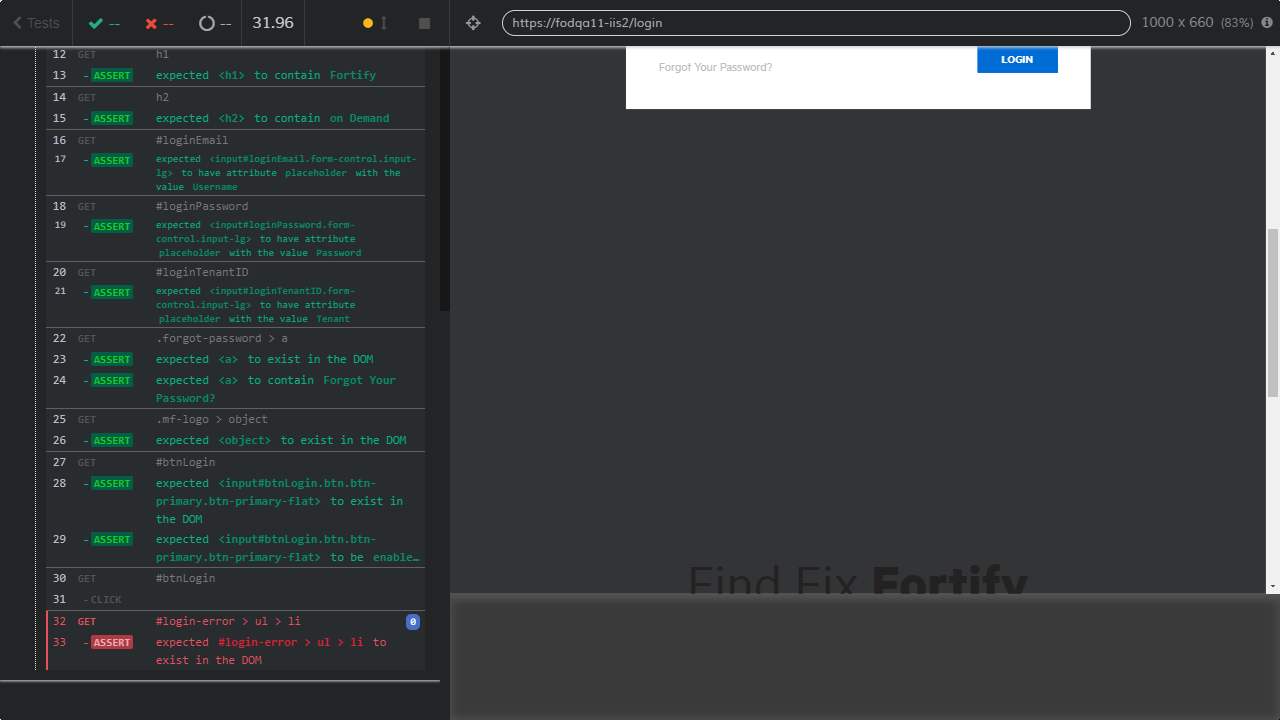 Tests -- -- -- 31.96 https://fodqa11-iis2/login 1000 x 660 (83%)
12 GET h1
13 -ASSERT expected <h1> to contain Fortify
14 GET h2
15 -ASSERT expected <h2> to contain on Demand
16 GET #loginEmail
17 -ASSERT expected <input#loginEmail.form-control.input-
lg> to have attribute placeholder with the
value Username
18 GET #loginPassword
19 -ASSERT expected <input#loginPassword.form-
control.input-lg> to have attribute
placeholder with the value Password
20 GET #loginTenantID
21 -ASSERT expected <input#loginTenantID.form-
control.input-lg> to have attribute
placeholder with the value Tenant
22 GET .forgot-password > a
23 -ASSERT expected <a> to exist in the DOM
24 -ASSERT expected <a> to contain Forgot Your
Password?
25 GET .mf-logo > object
26 -ASSERT expected <object> to exist in the DOM
27 GET #btnLogin
28 -ASSERT expected <input#btnLogin.btn.btn-
primary.btn-primary-flat> to exist in
the DOM
29 -ASSERT expected <input#btnLogin.btn.btn-
primary.btn-primary-flat> to be enable…
30 GET #btnLogin
31 -CLICK
32 GET #login-error > ul > li 0
33 -ASSERT expected #login-error > ul > li to
exist in the DOM
Forgot Your Password?
LOGIN
Find Fix Fortify